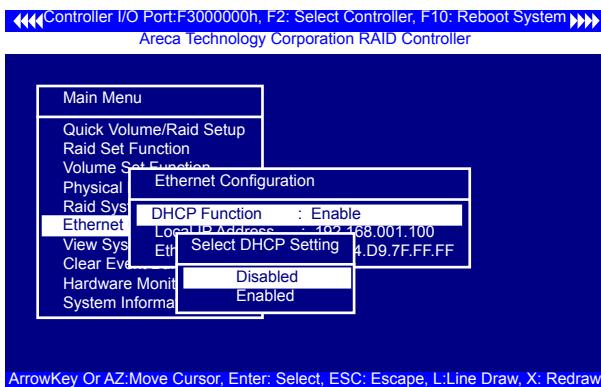 Controller I/O Port:F3000000h, F2: Select Controller, F10: Reboot System
Areca Technology Corporation RAID Controller
Main Menu
Quick Volume/Raid Setup
Raid Set Function
Volume Set Function
Physical
Raid Sys
Ethernet
View Sys
Clear Eve
Hardware Monit
System Informa
Ethernet Configuration
DHCP Function : Enable
Local IP Address : 192.168.001.100
Eth 4.D9.7F.FF.FF
Select DHCP Setting
Disabled
Enabled
ArrowKey Or AZ:Move Cursor, Enter: Select, ESC: Escape, L:Line Draw, X: Redraw